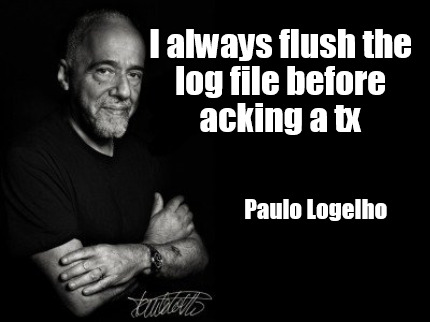 I always flush the
log file before
acking a tx
Paulo Logelho